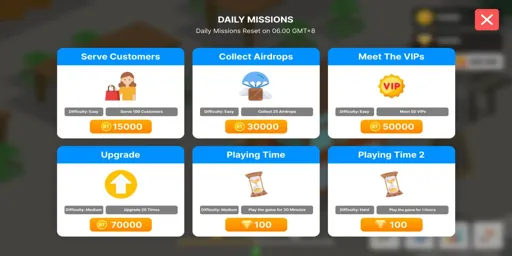 DAILY MISSIONS
Daily Missions Reset on 06.00 GMT+8
Serve Customers
Difficulty: Easy
Serve 100 Customers
15000
Collect Airdrops
Difficulty: Easy
Collect 25 Airdrops
30000
Meet The VIPs
VIP
Difficulty: Easy
Meet 50 VIPs
50000
Upgrade
Difficulty: Medium
Upgrade 25 Times
70000
Playing Time
Difficulty: Medium
Play the game for 30 Minutes
100
Playing Time 2
Difficulty: Hard
Play the game for 1 Hours
100